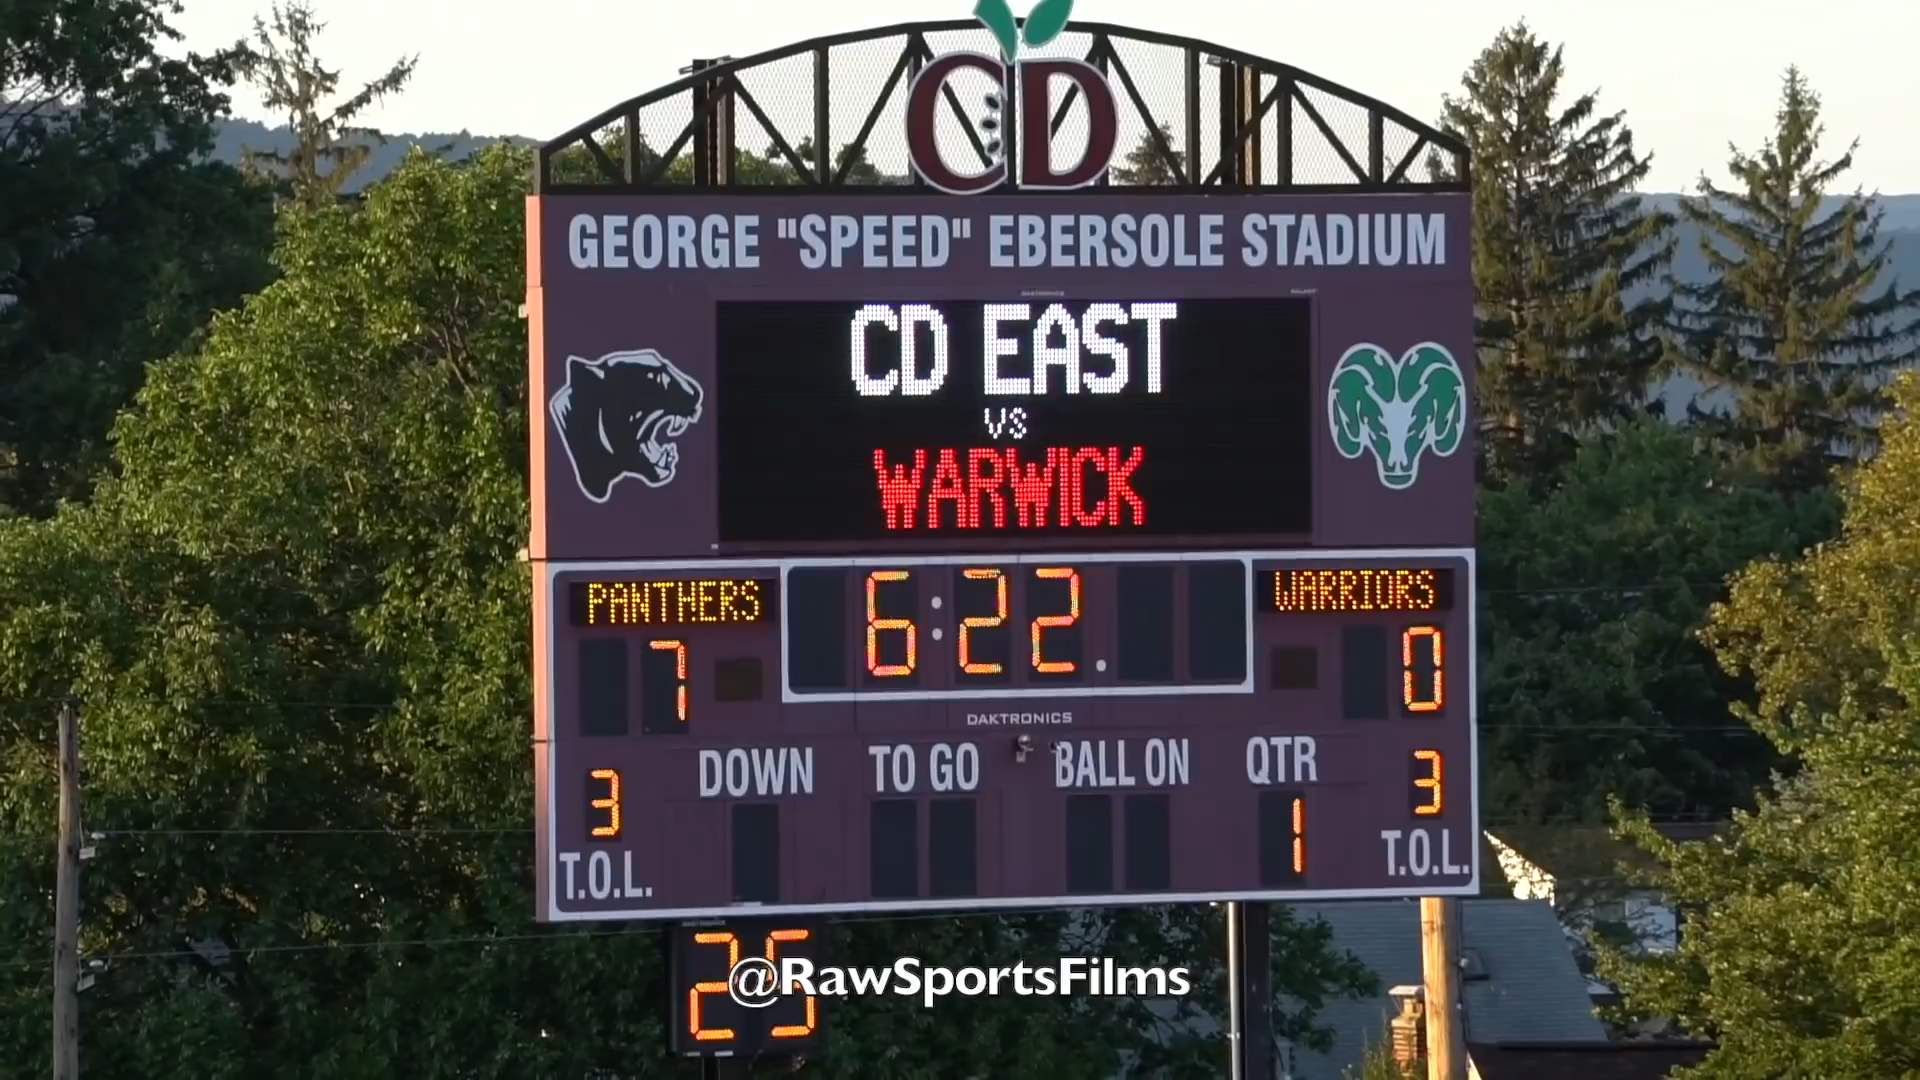 CD
GEORGE "SPEED" EBERSOLE STADIUM
CD EAST
VS
WARWICK
PANTHERS
6:22.
WARRIORS
7
0
DAKTRONICS
DOWN
TO GO
BALL ON
QTR
3
1
3
T.O.L.
T.O.L.
25
@RawSportsFilms